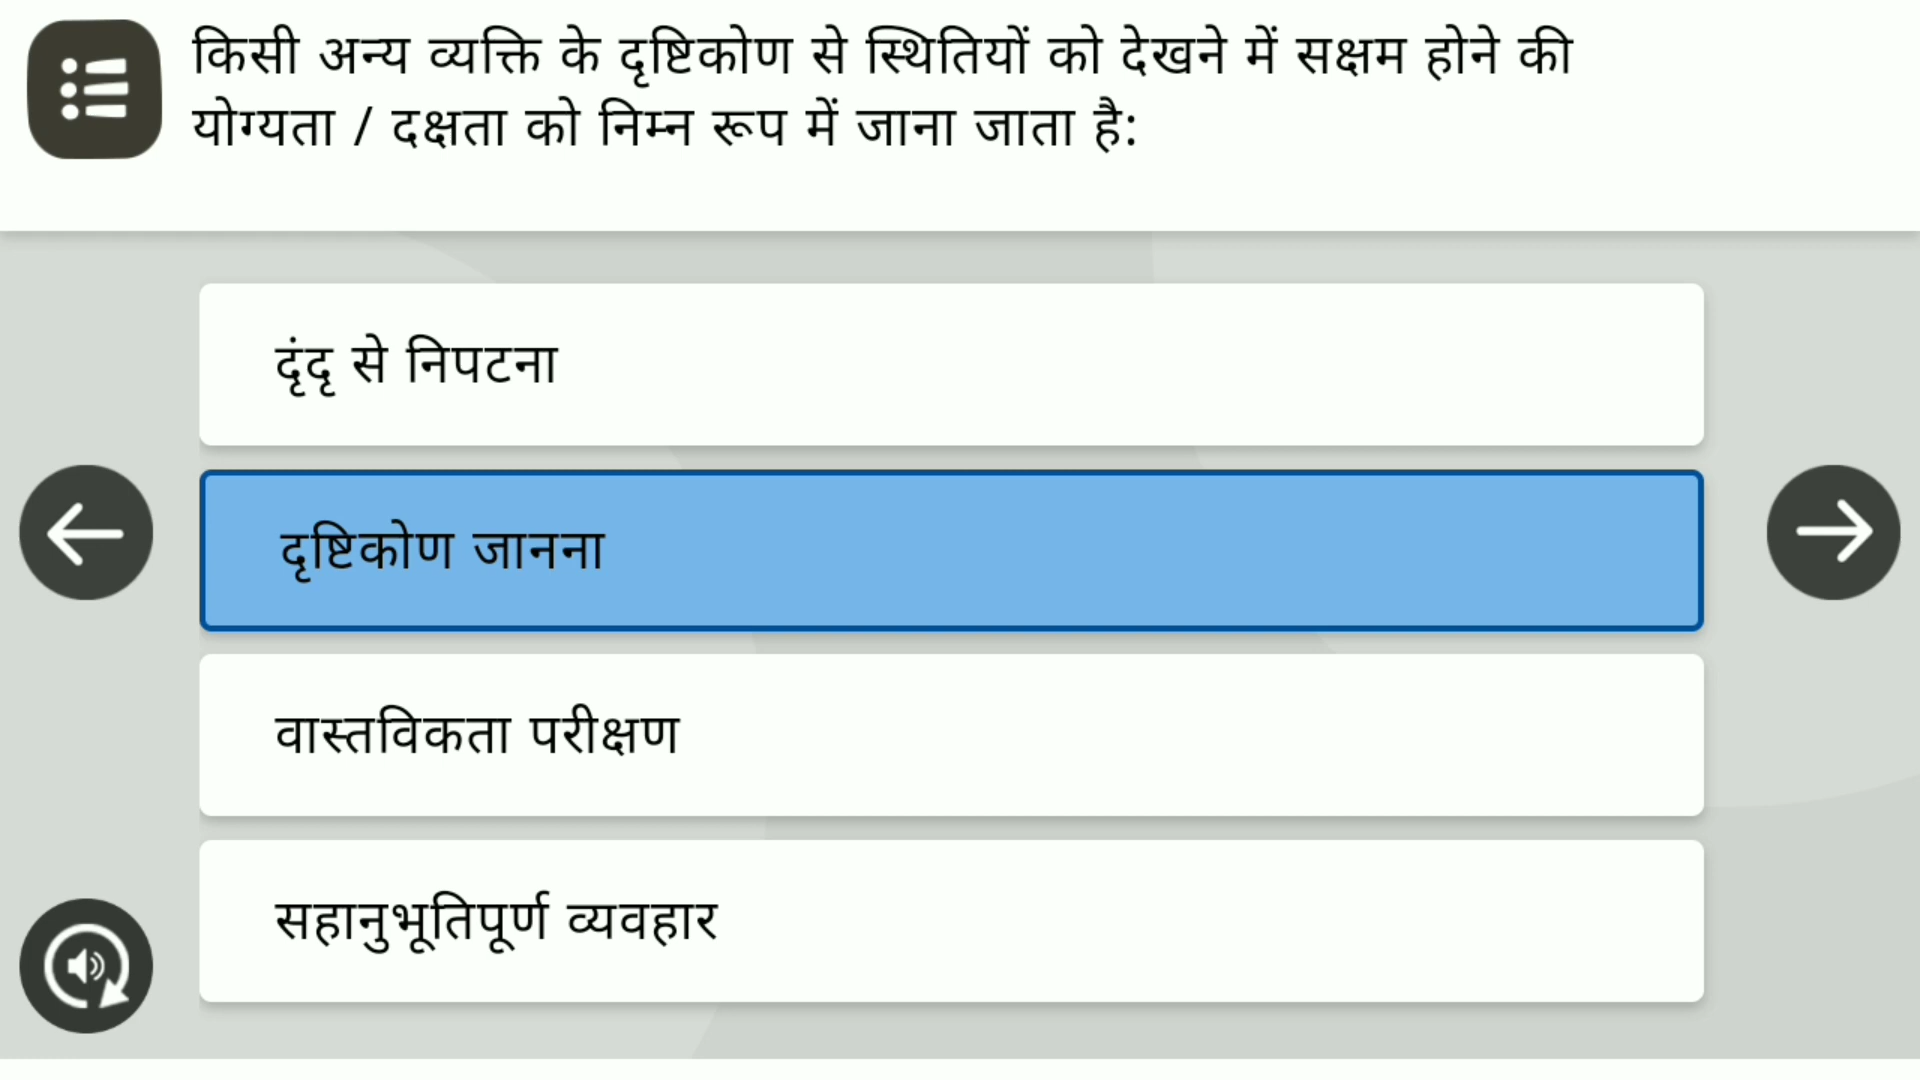 किसी अन्य व्यक्ति के दृष्टिकोण से स्थितियों को देखने में सक्षम होने की
योग्यता / दक्षता को निम्न रूप में जाना जाता है:
दृंदृ से निपटना
दृष्टिकोण जानना
वास्तविकता परीक्षण
सहानुभूतिपूर्ण व्यवहार